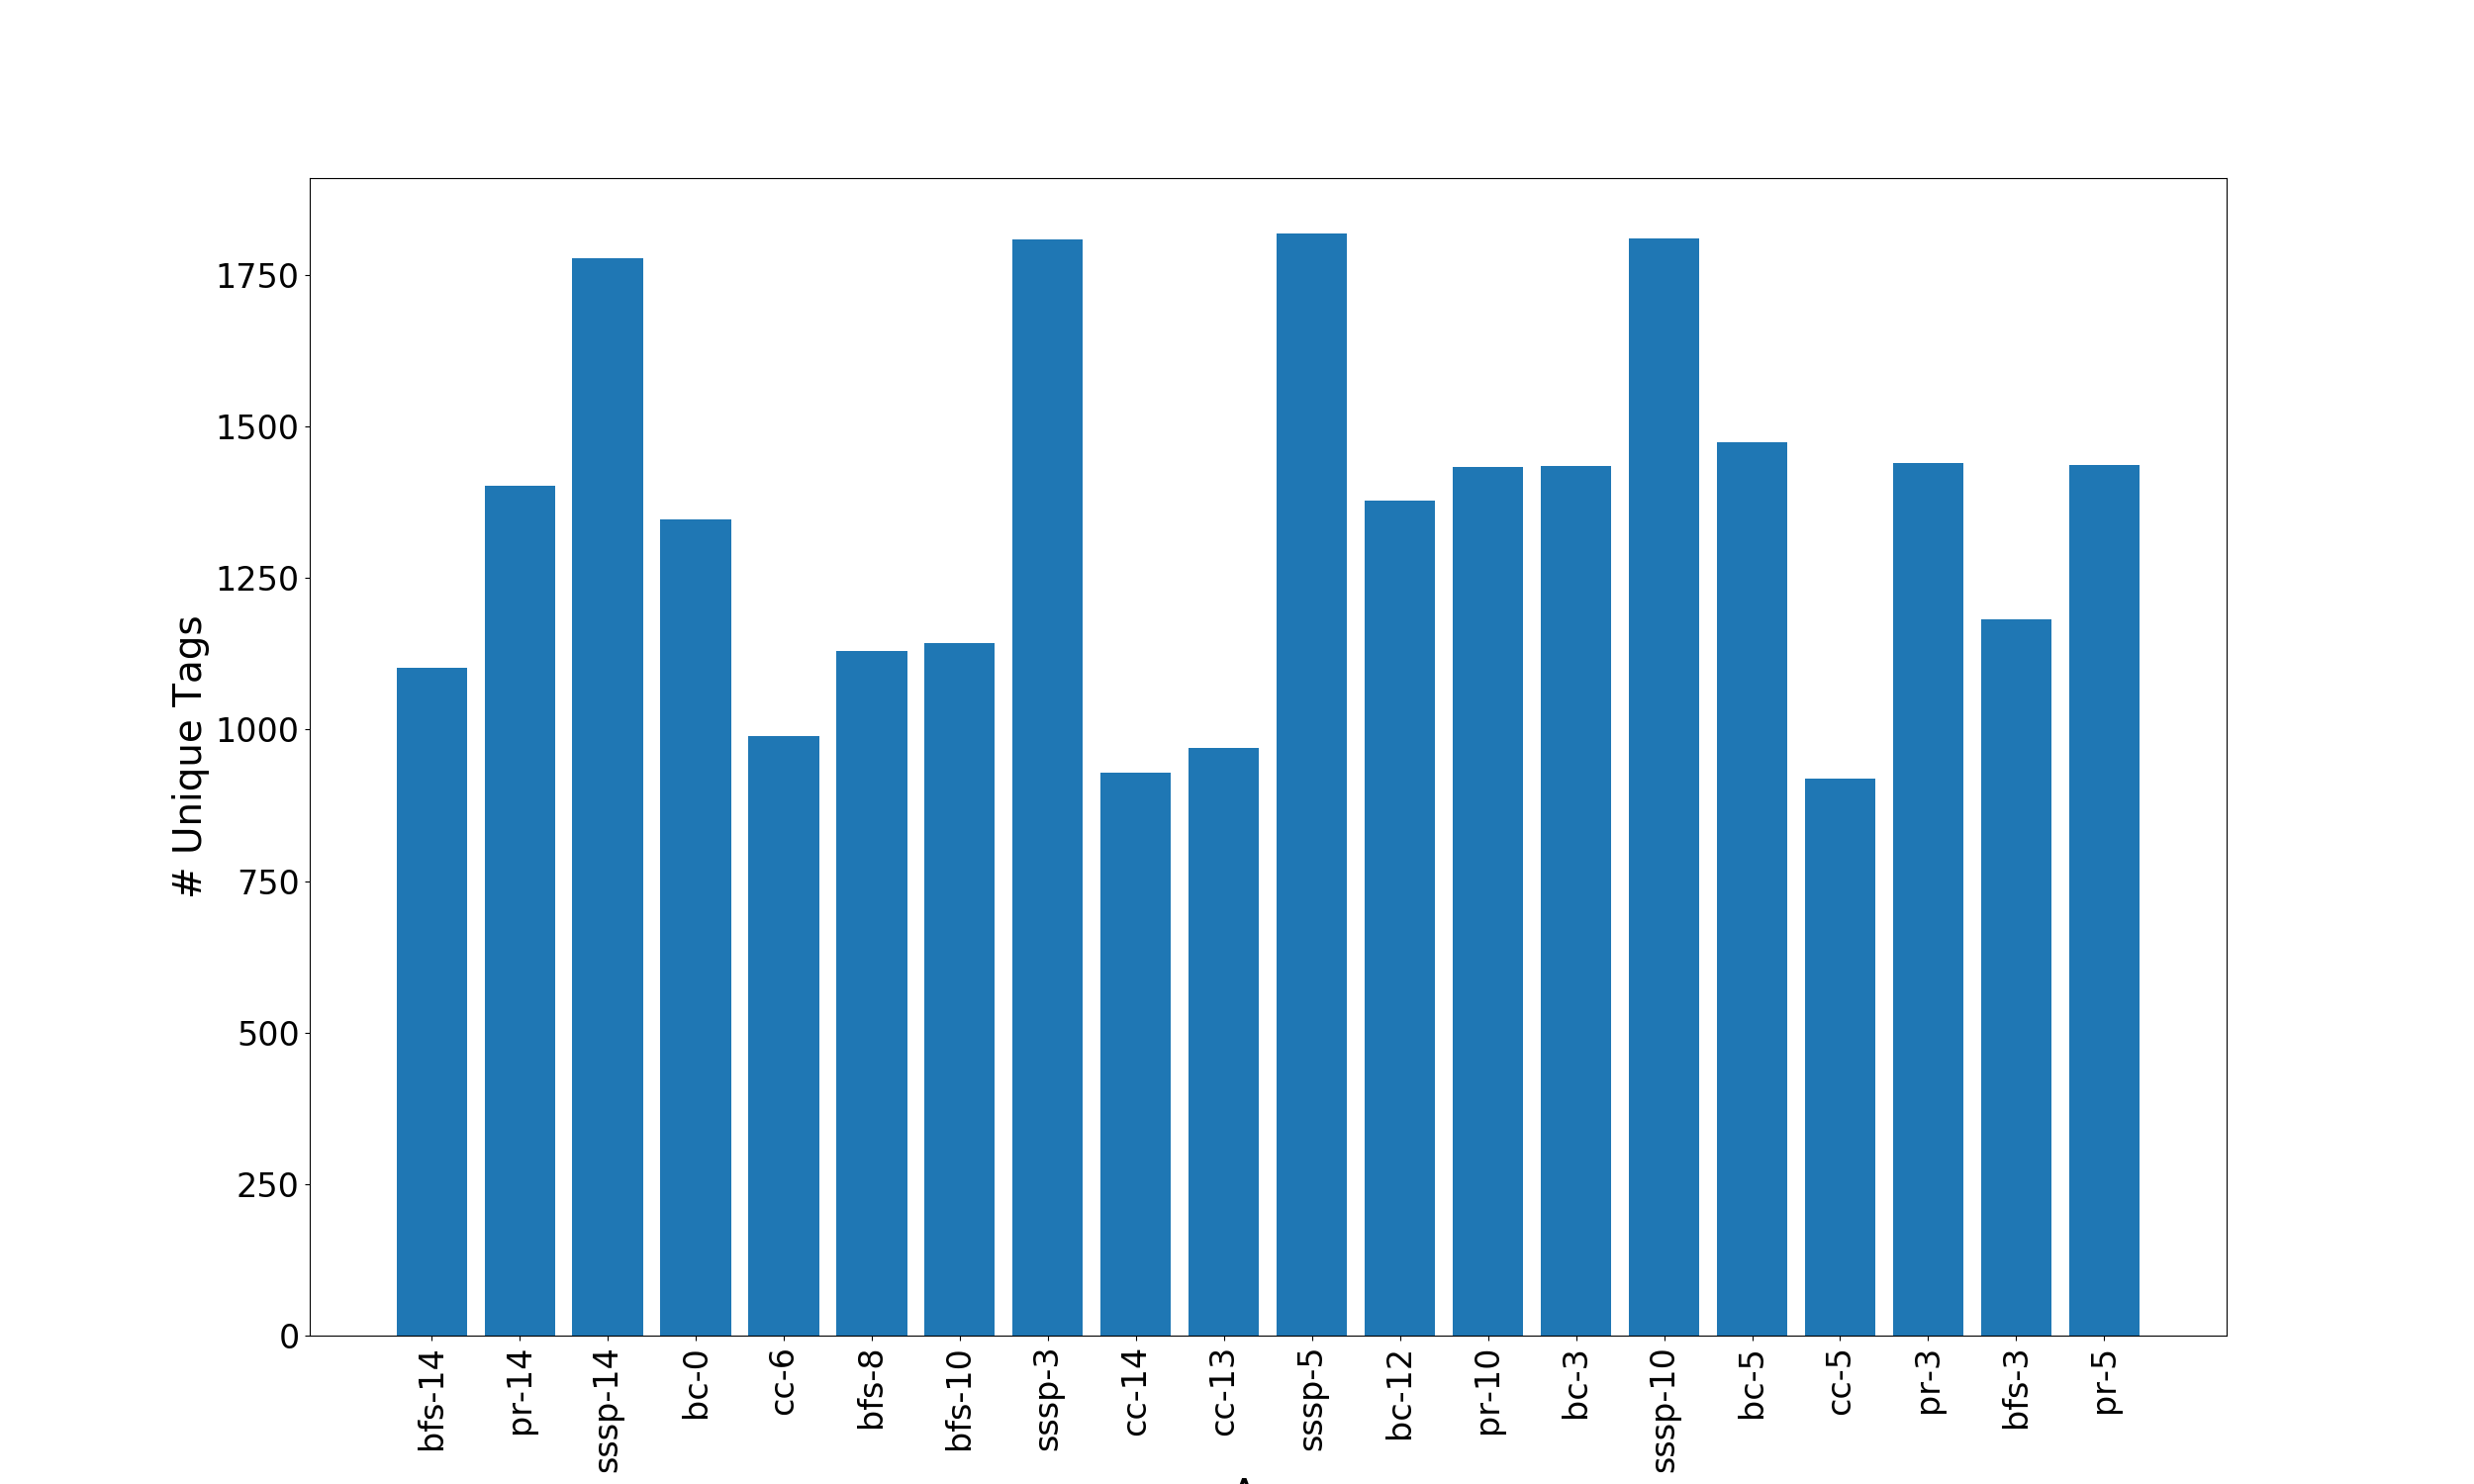 # Unique Tags
1750
1500
1250
1000
750
500
250
0
bfs-14
pr-14
sssp-14
bc-0
cc-6
bfs-8
bfs-10
sssp-3
cc-14
cc-13
sssp-5
bc-12
pr-10
bc-3
sssp-10
bc-5
cc-5
pr-3
bfs-3
pr-5